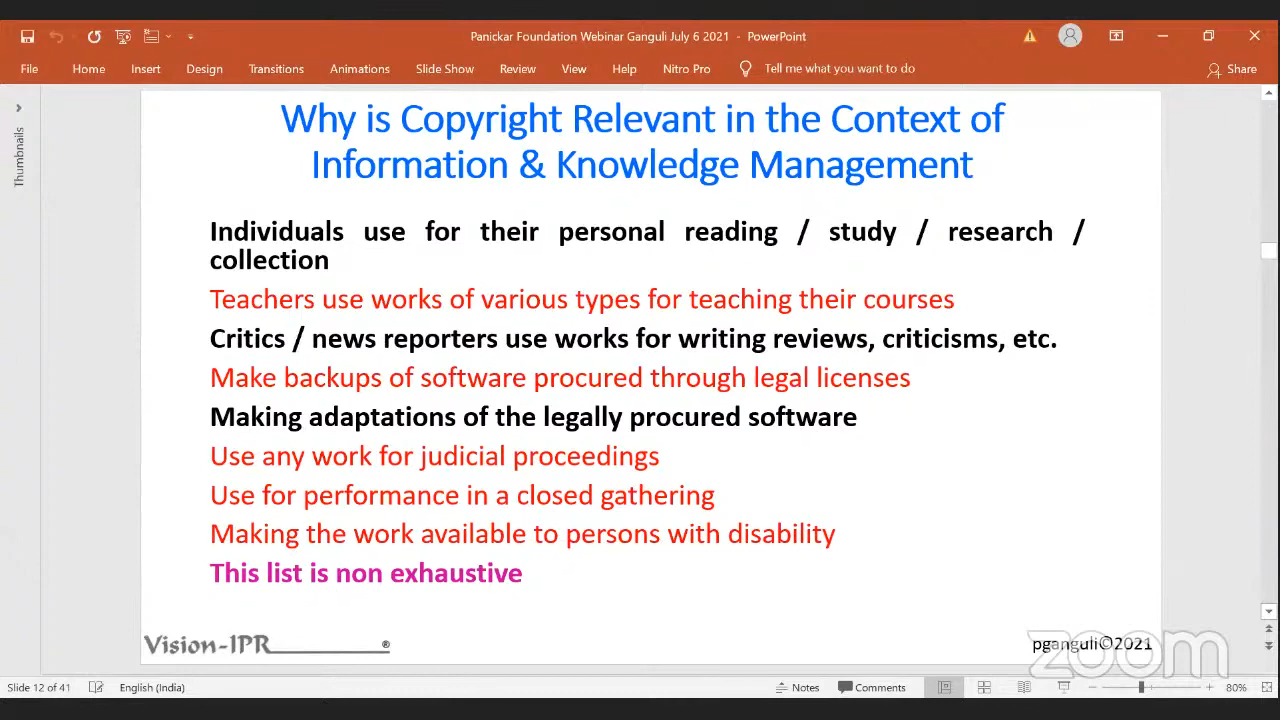 Panickar Foundation Webinar Ganguli July 6 2021 - PowerPoint
File Home Insert Design Transitions Animations Slide Show Review View Help Nitro Pro Tell me what you want to do Share
Thumbnails
Why is Copyright Relevant in the Context of
Information & Knowledge Management
Individuals use for their personal reading / study / research /
collection
Teachers use works of various types for teaching their courses
Critics / news reporters use works for writing reviews, criticisms, etc.
Make backups of software procured through legal licenses
Making adaptations of the legally procured software
Use any work for judicial proceedings
Use for performance in a closed gathering
Making the work available to persons with disability
This list is non exhaustive
Vision-IPR ®
pganguli©2021
zoom
Slide 12 of 41 English (India) Notes Comments 80%